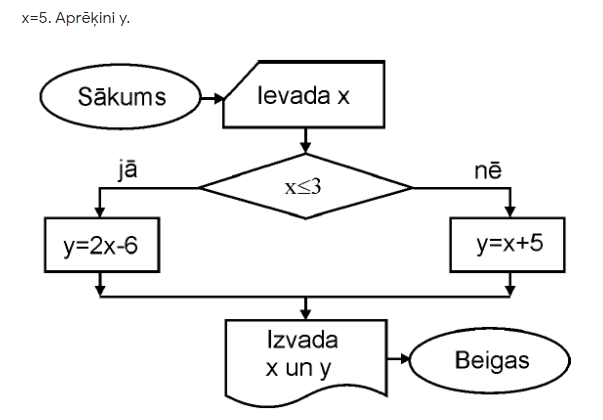 x=5. Aprēķini y.
Sākums
Ievada x
jā
x≤3
nē
y=2x-6
y=x+5
Izvada
x un y
Beigas